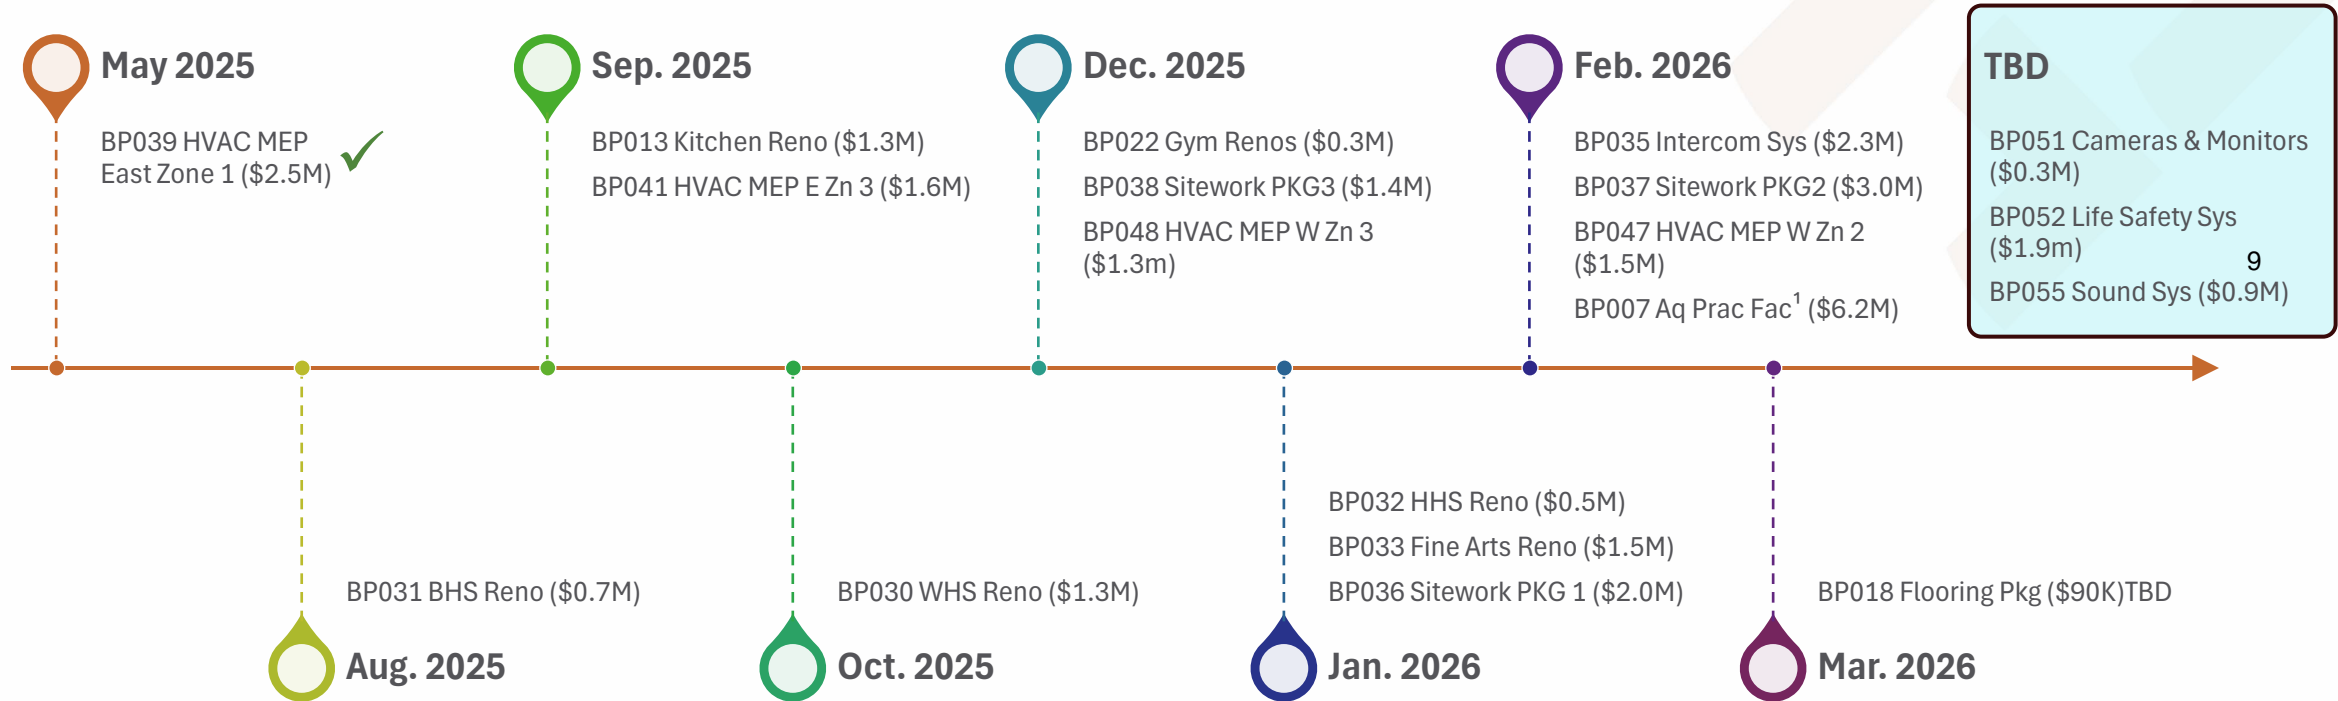 May 2025
BP039 HVAC MEP
East Zone 1 ($2.5M)
Sep. 2025
BP013 Kitchen Reno ($1.3M)
BP041 HVAC MEP E Zn 3 ($1.6M)
Dec. 2025
BP022 Gym Renos ($0.3M)
BP038 Sitework PKG3 ($1.4M)
BP048 HVAC MEP W Zn 3
($1.3m)
Feb. 2026
BP035 Intercom Sys ($2.3M)
BP037 Sitework PKG2 ($3.0M)
BP047 HVAC MEP W Zn 2
($1.5M)
BP007 Aq Prac Fac¹ ($6.2M)
TBD
BP051 Cameras & Monitors
($0.3M)
BP052 Life Safety Sys
($1.9m)
9
BP055 Sound Sys ($0.9M)
BP031 BHS Reno ($0.7M)
Aug. 2025
BP030 WHS Reno ($1.3M)
Oct. 2025
BP032 HHS Reno ($0.5M)
BP033 Fine Arts Reno ($1.5M)
BP036 Sitework PKG 1 ($2.0M)
Jan. 2026
BP018 Flooring Pkg ($90K)TBD
Mar. 2026